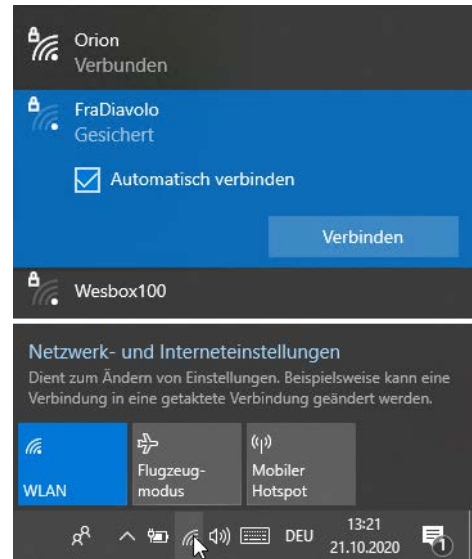 Orion
Verbunden
FraDiavolo
Gesichert
Automatisch verbinden
Verbinden
Wesbox100
Netzwerk- und Interneteinstellungen
Dient zum Ändern von Einstellungen. Beispielsweise kann eine
Verbindung in eine getaktete Verbindung geändert werden.
WLAN
Flugzeug-
modus
Mobiler
Hotspot
DEU
13:21
21.10.2020
1